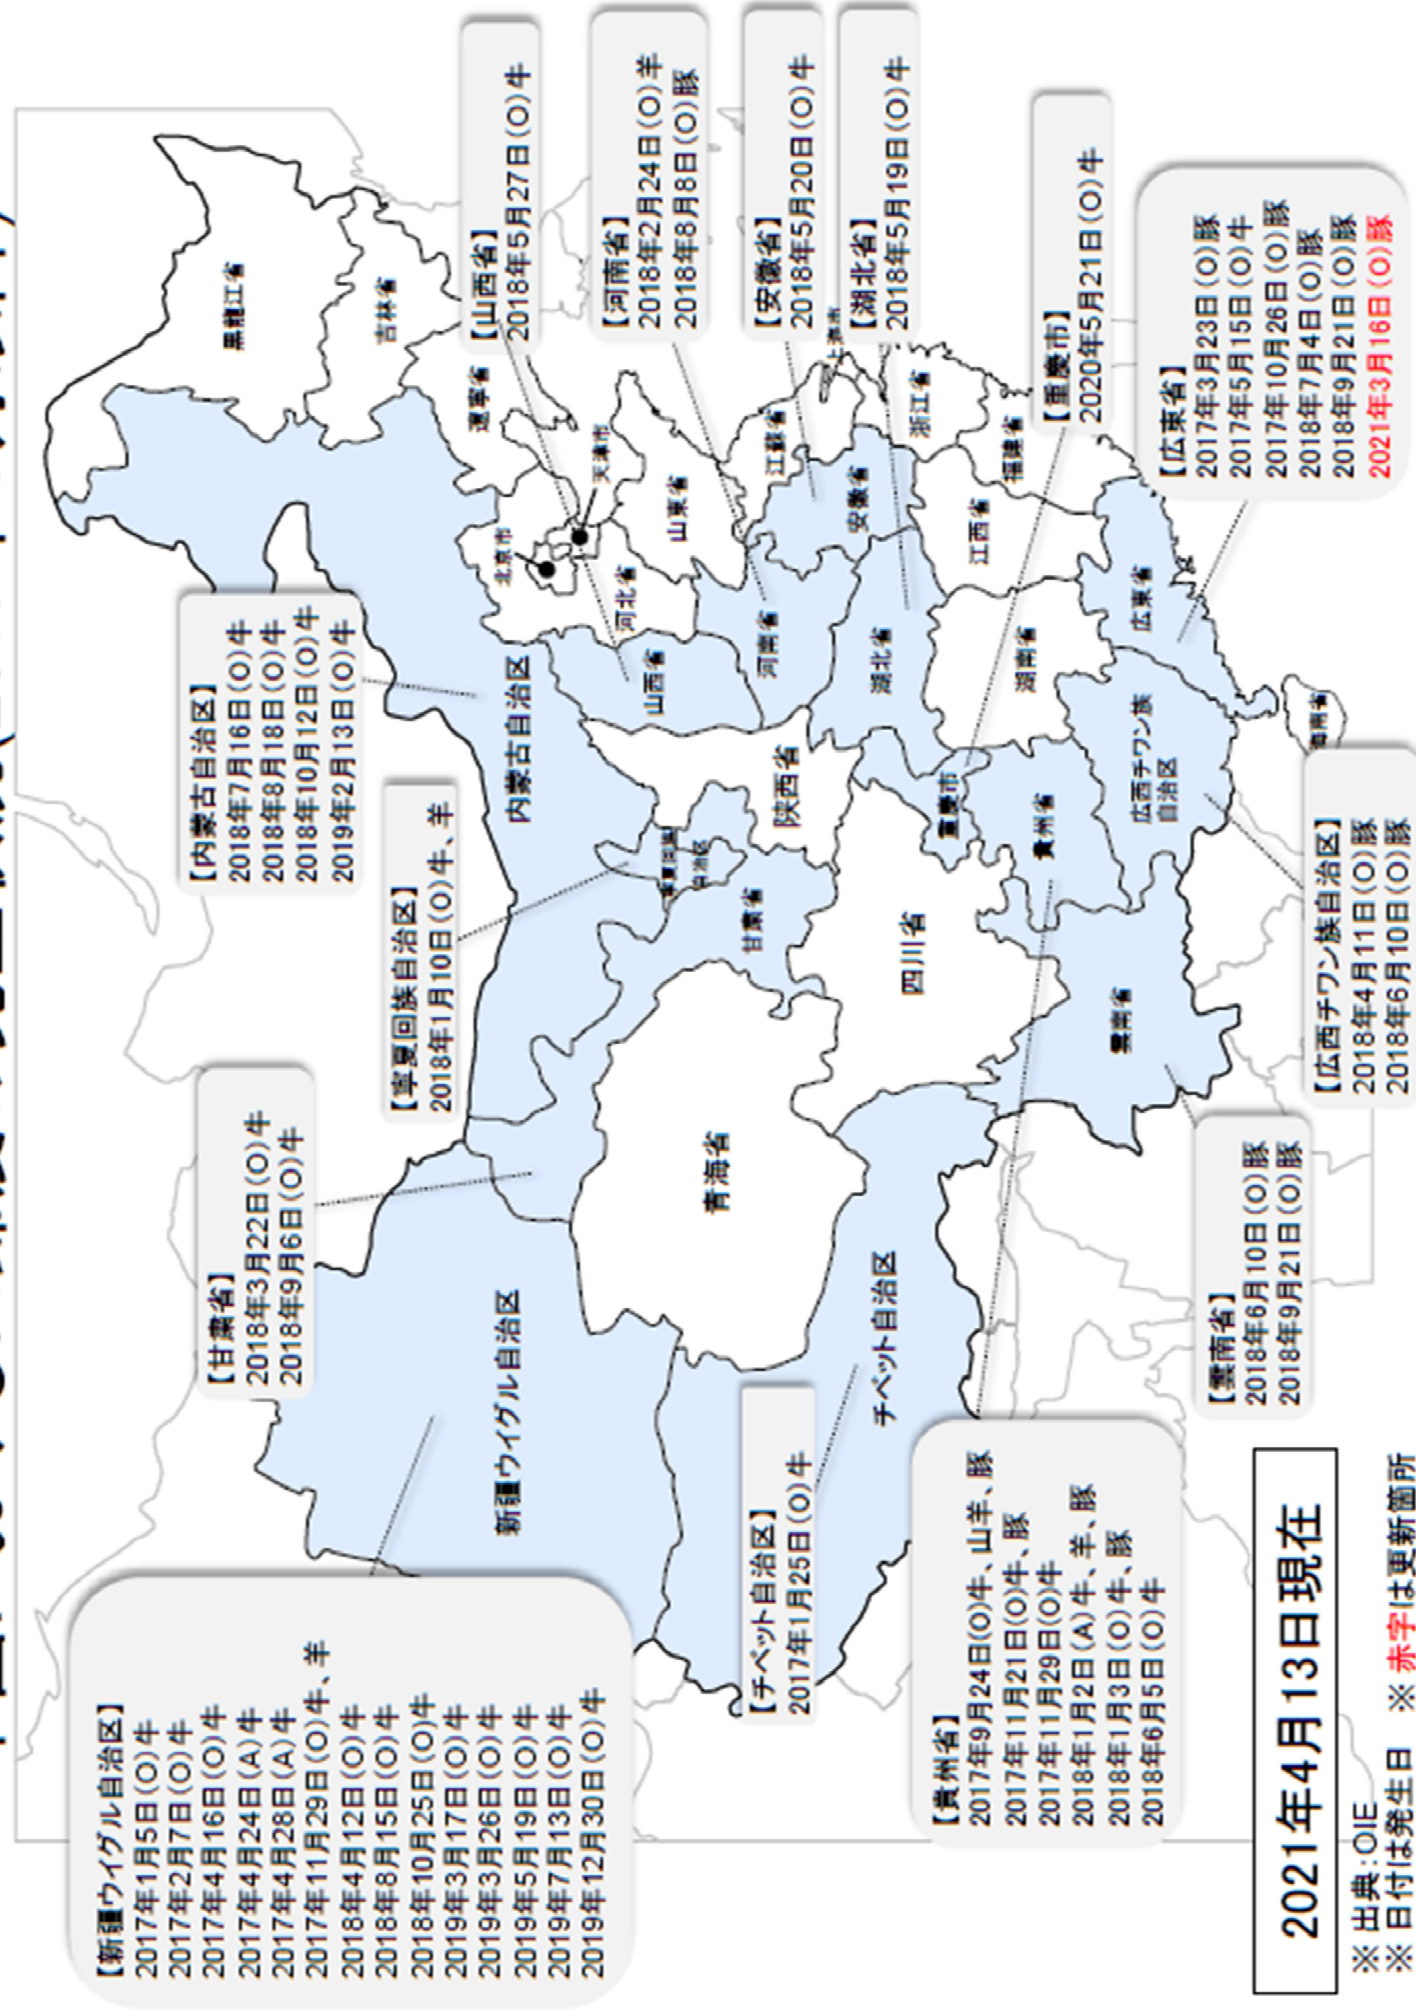 【新疆ウイグル自治区】
2017年1月5日(O)牛
2017年2月7日(O)牛
2017年4月16日(O)牛
2017年4月24日(A)牛
2017年4月28日(A)牛
2017年11月29日(O)牛、羊
2018年4月12日(O)牛
2018年8月15日(O)牛
2018年10月25日(O)牛
2019年3月17日(O)牛
2019年3月26日(O)牛
2019年5月19日(O)牛
2019年7月13日(O)牛
2019年12月30日(O)牛
【甘粛省】
2018年3月22日(O)牛
2018年9月6日(O)牛
【寧夏回族自治区】
2018年1月10日(O)牛、羊
【内蒙古自治区】
2018年7月16日(O)牛
2018年8月18日(O)牛
2018年10月12日(O)牛
2019年2月13日(O)牛
【山西省】
2018年5月27日(O)牛
【河南省】
2018年2月24日(O)羊
2018年8月8日(O)豚
【安徽省】
2018年5月20日(O)牛
【湖北省】
2018年5月19日(O)牛
【重慶市】
2020年5月21日(O)牛
【広東省】
2017年3月23日(O)豚
2017年5月15日(O)牛
2017年10月26日(O)豚
2018年7月4日(O)豚
2018年9月21日(O)豚
2021年3月16日(O)豚
【広西チワン族自治区】
2018年4月11日(O)豚
2018年6月10日(O)豚
【雲南省】
2018年6月10日(O)豚
2018年9月21日(O)豚
【貴州省】
2017年9月24日(O)牛、山羊、豚
2017年11月21日(O)牛、豚
2017年11月29日(O)牛
2018年1月2日(A)牛、羊、豚
2018年1月3日(O)牛、豚
2018年6月5日(O)牛
【チベット自治区】
2017年1月25日(O)牛
黒龍江省
吉林省
遼寧省
北京市
天津市
河北省
山東省
山西省
内蒙古自治区
江蘇省
上海市
安徽省
河南省
浙江省
湖北省
江西省
福建省
湖南省
広東省
海南省
陝西省
寧夏回族
自治区
甘粛省
重慶市
貴州省
広西チワン族
自治区
四川省
雲南省
青海省
チベット自治区
新疆ウイグル自治区
2021年4月13日現在
※ 出典:OIE
※ 日付は発生日 ※ 赤字は更新箇所